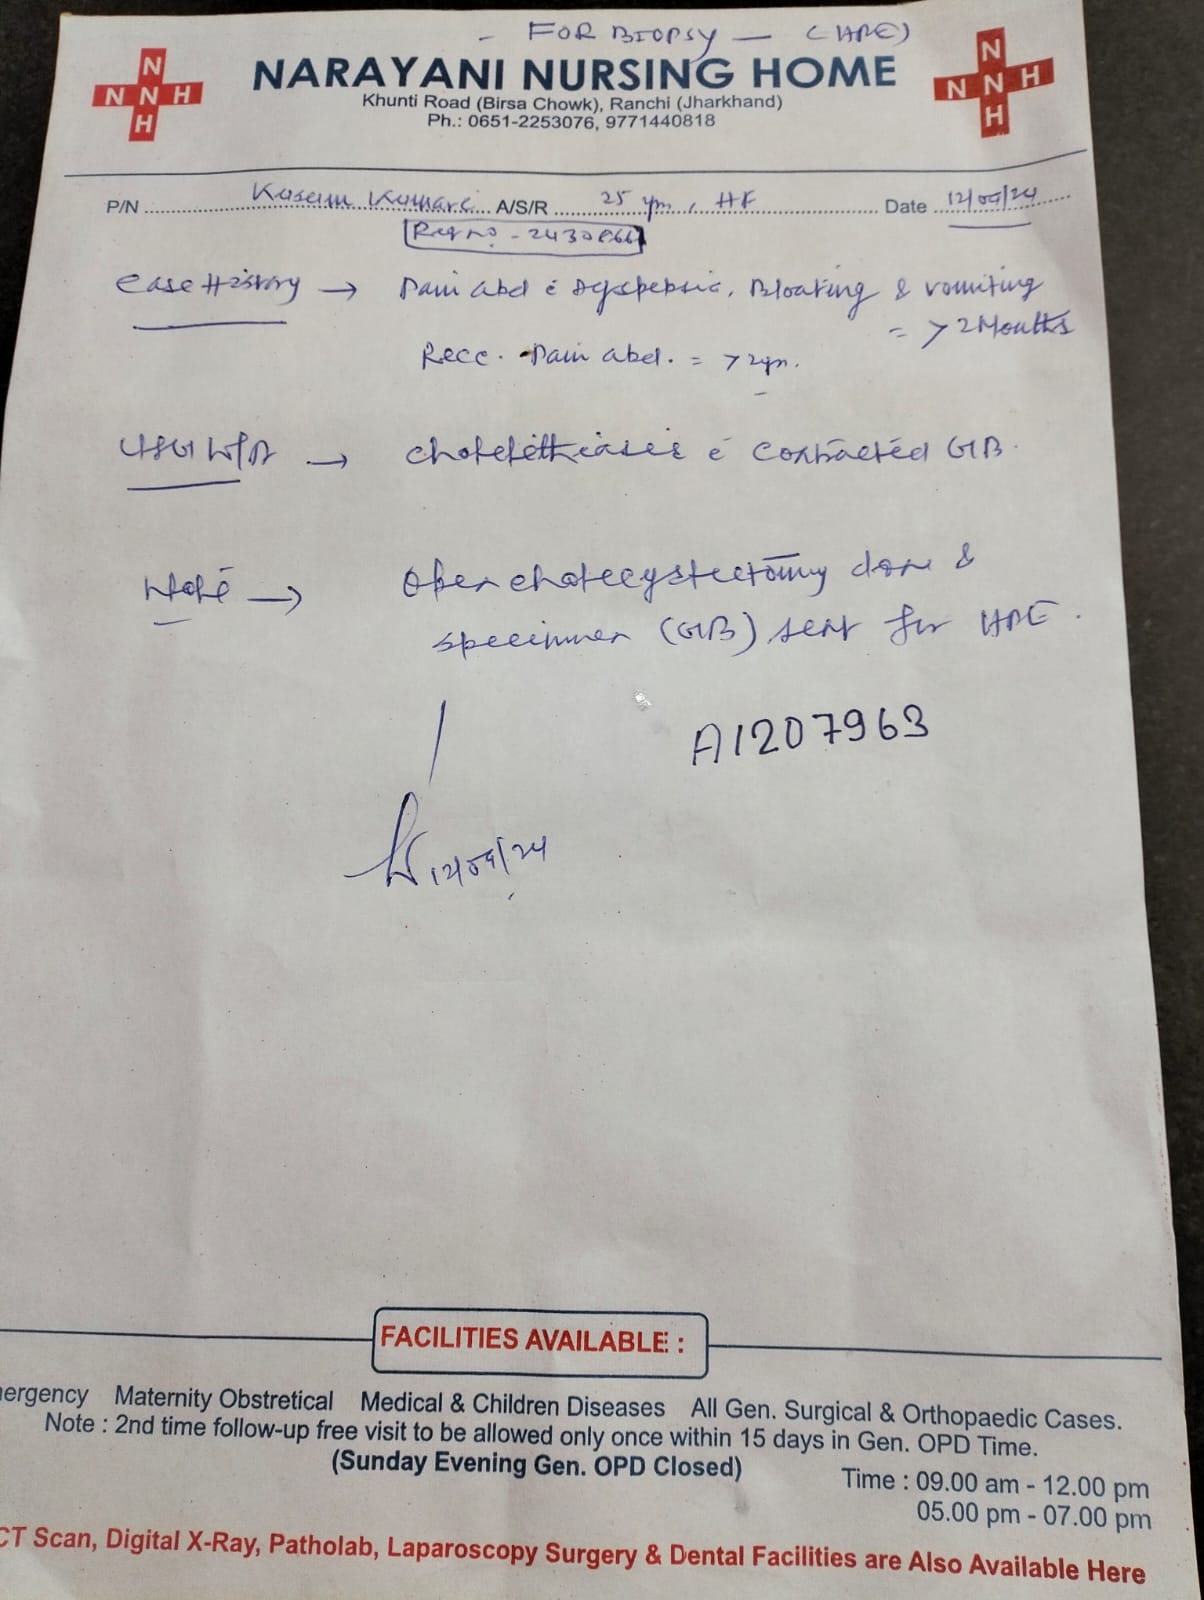 - FOR BIOPSY - (HPE)
N
N N H
H
NARAYANI NURSING HOME
N
N N H
H
Khunti Road (Birsa Chowk), Ranchi (Jharkhand)
Ph.: 0651-2253076, 9771440818
P/N Kusum Kumari A/S/R 25 yrs, HF Date 12/09/24
Reg no - 2430866
Case History → Pain abd c̄ Dyspepsia, Bloating & vomiting
= > 2 Months
Recc. Pain abd. = > 2yrs.
USG W/A → Cholelithiasis c̄ Contracted GB.
Note → Open cholecystectomy done &
specimen (GB) sent for HPE.
A1207963
12/09/24
FACILITIES AVAILABLE :
ergency Maternity Obstretical Medical & Children Diseases All Gen. Surgical & Orthopaedic Cases.
Note : 2nd time follow-up free visit to be allowed only once within 15 days in Gen. OPD Time.
(Sunday Evening Gen. OPD Closed)
Time : 09.00 am - 12.00 pm
05.00 pm - 07.00 pm
CT Scan, Digital X-Ray, Patholab, Laparoscopy Surgery & Dental Facilities are Also Available Here